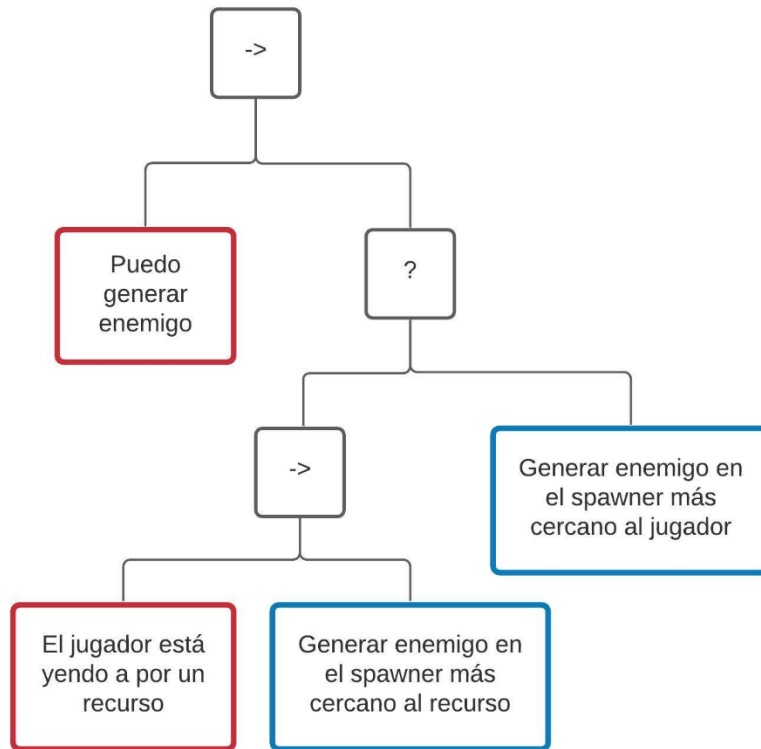 ->
Puedo
generar
enemigo
?
->
Generar enemigo en
el spawner más
cercano al jugador
El jugador está
yendo a por un
recurso
Generar enemigo en
el spawner más
cercano al recurso